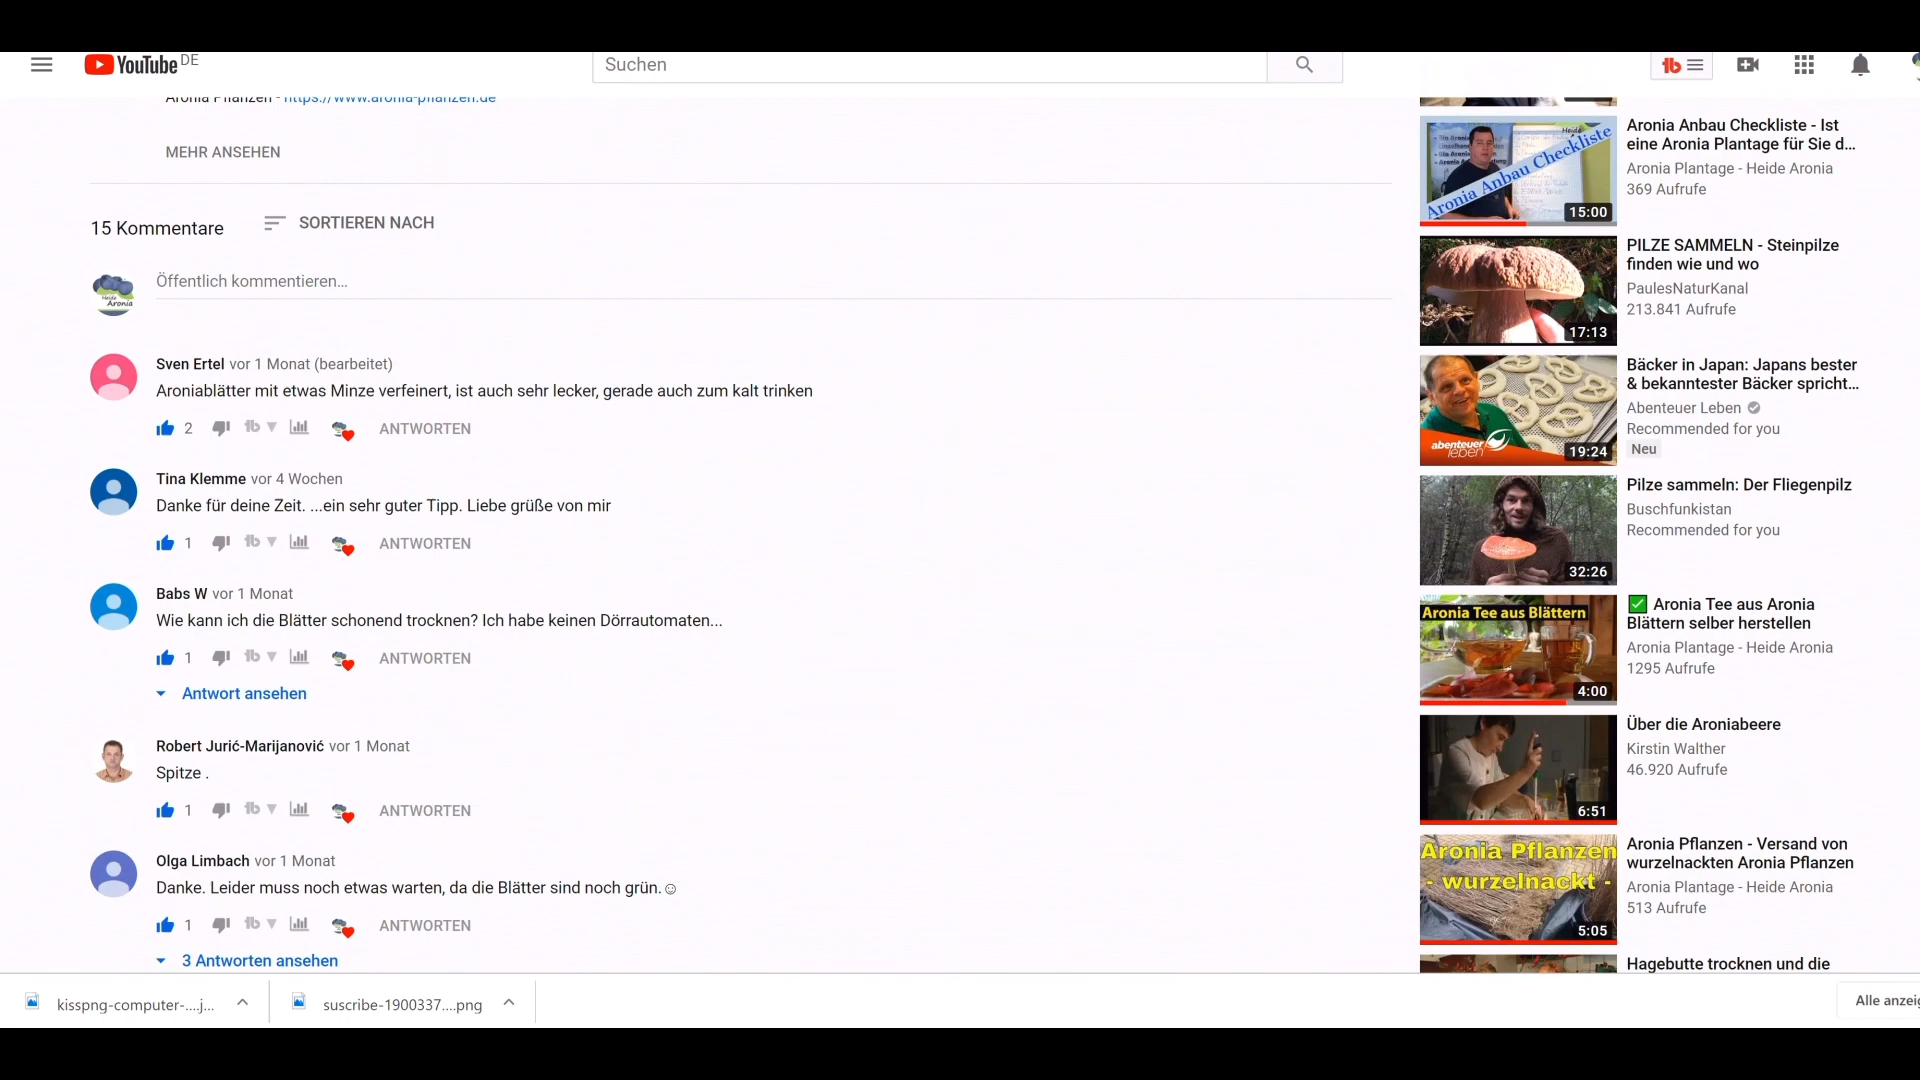 YouTube DE
Suchen
Aronia Pflanzen - https://www.aronia-pflanzen.de
MEHR ANSEHEN
15 Kommentare
SORTIEREN NACH
Heide
Aronia
Öffentlich kommentieren...
Sven Ertel vor 1 Monat (bearbeitet)
Aroniablätter mit etwas Minze verfeinert, ist auch sehr lecker, gerade auch zum kalt trinken
2
ANTWORTEN
Tina Klemme vor 4 Wochen
Danke für deine Zeit. ...ein sehr guter Tipp. Liebe grüße von mir
1
ANTWORTEN
Babs W vor 1 Monat
Wie kann ich die Blätter schonend trocknen? Ich habe keinen Dörrautomaten...
1
ANTWORTEN
Antwort ansehen
Robert Jurić-Marijanović vor 1 Monat
Spitze .
1
ANTWORTEN
Olga Limbach vor 1 Monat
Danke. Leider muss noch etwas warten, da die Blätter sind noch grün.☺
1
ANTWORTEN
3 Antworten ansehen
Heide
Aronia Anbau Checkliste
15:00
Aronia Anbau Checkliste - Ist
eine Aronia Plantage für Sie d...
Aronia Plantage - Heide Aronia
369 Aufrufe
17:13
PILZE SAMMELN - Steinpilze
finden wie und wo
PaulesNaturKanal
213.841 Aufrufe
abenteuer
leben
19:24
Bäcker in Japan: Japans bester
& bekanntester Bäcker spricht...
Abenteuer Leben
Recommended for you
Neu
32:26
Pilze sammeln: Der Fliegenpilz
Buschfunkistan
Recommended for you
Aronia Tee aus Blättern
4:00
✅ Aronia Tee aus Aronia
Blättern selber herstellen
Aronia Plantage - Heide Aronia
1295 Aufrufe
6:51
Über die Aroniabeere
Kirstin Walther
46.920 Aufrufe
Aronia Pflanzen
- wurzelnackt -
5:05
Aronia Pflanzen - Versand von
wurzelnackten Aronia Pflanzen
Aronia Plantage - Heide Aronia
513 Aufrufe
Hagebutte trocknen und die
kisspng-computer-....j...
suscribe-1900337....png
Alle anzeig